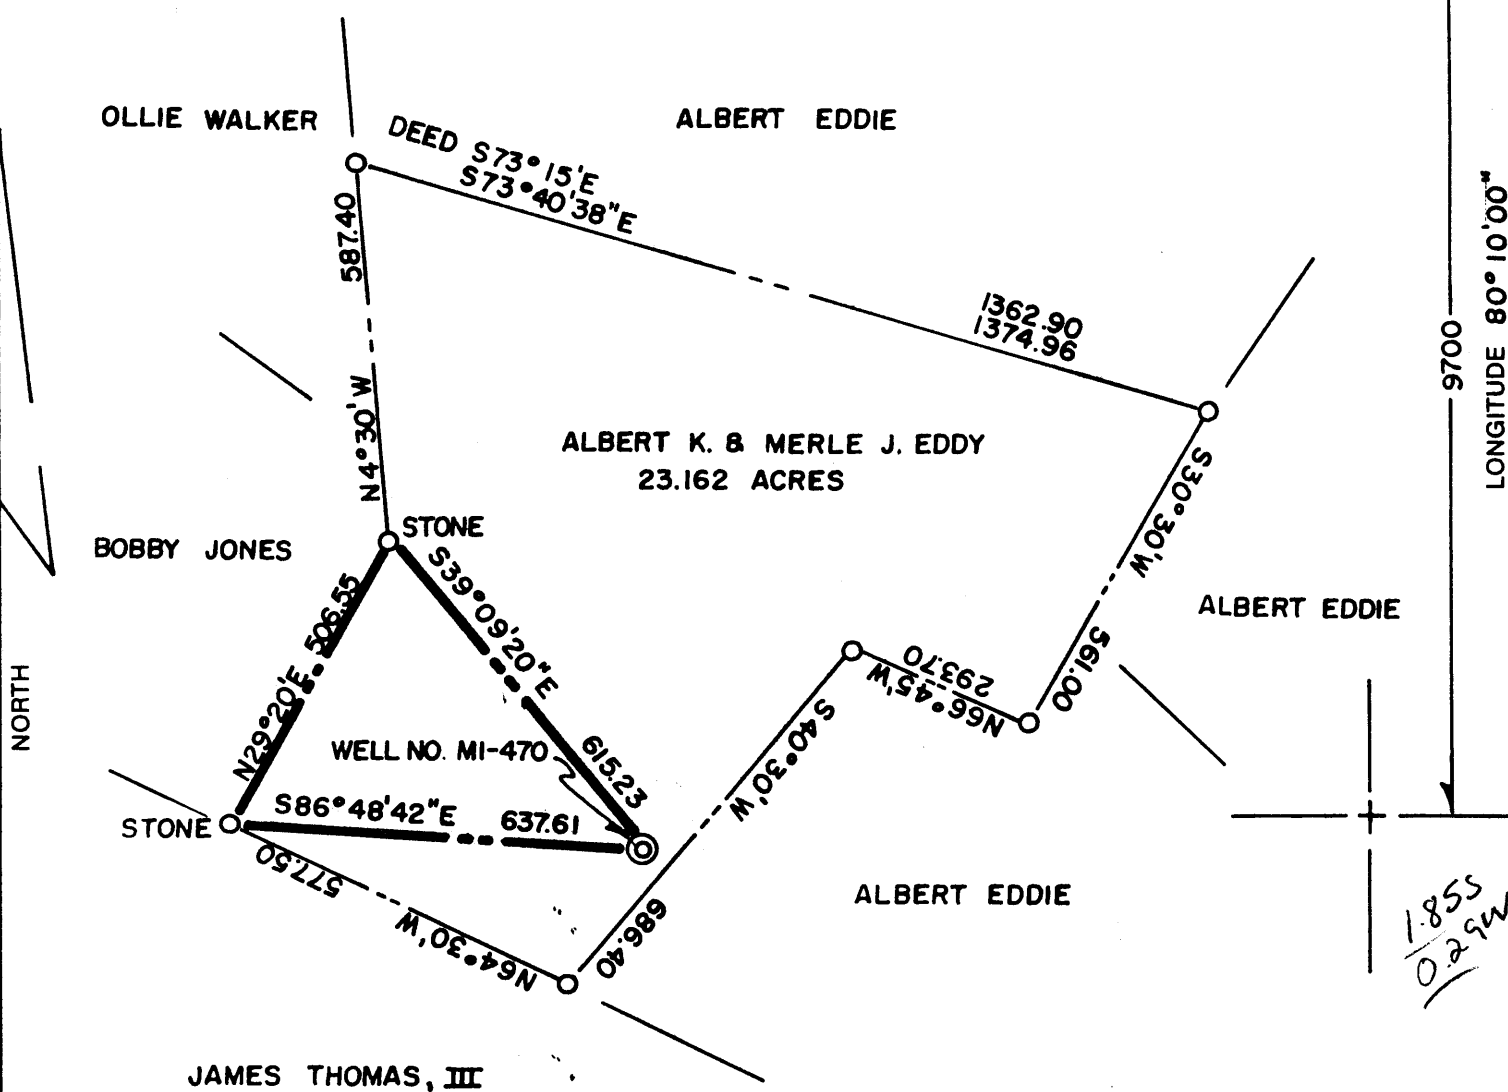 OLLIE WALKER
ALBERT EDDIE
DEED S73°15'E
S73°40'38"E
587.40
1362.90
1374.96
LONGITUDE 80°10'00"
9700
N4°30'W
ALBERT K. & MERLE J. EDDY
23.162 ACRES
S30°30'W
STONE
BOBBY JONES
S39°09'20"E
506.55
N29°20'E
ALBERT EDDIE
561.00
293.70
N66°45'W
NORTH
S40°30'W
WELL NO. MI-470
615.23
STONE
S86°48'42"E
637.61
577.50
N64°30'W
686.40
ALBERT EDDIE
1.85S
0.29W
JAMES THOMAS, III